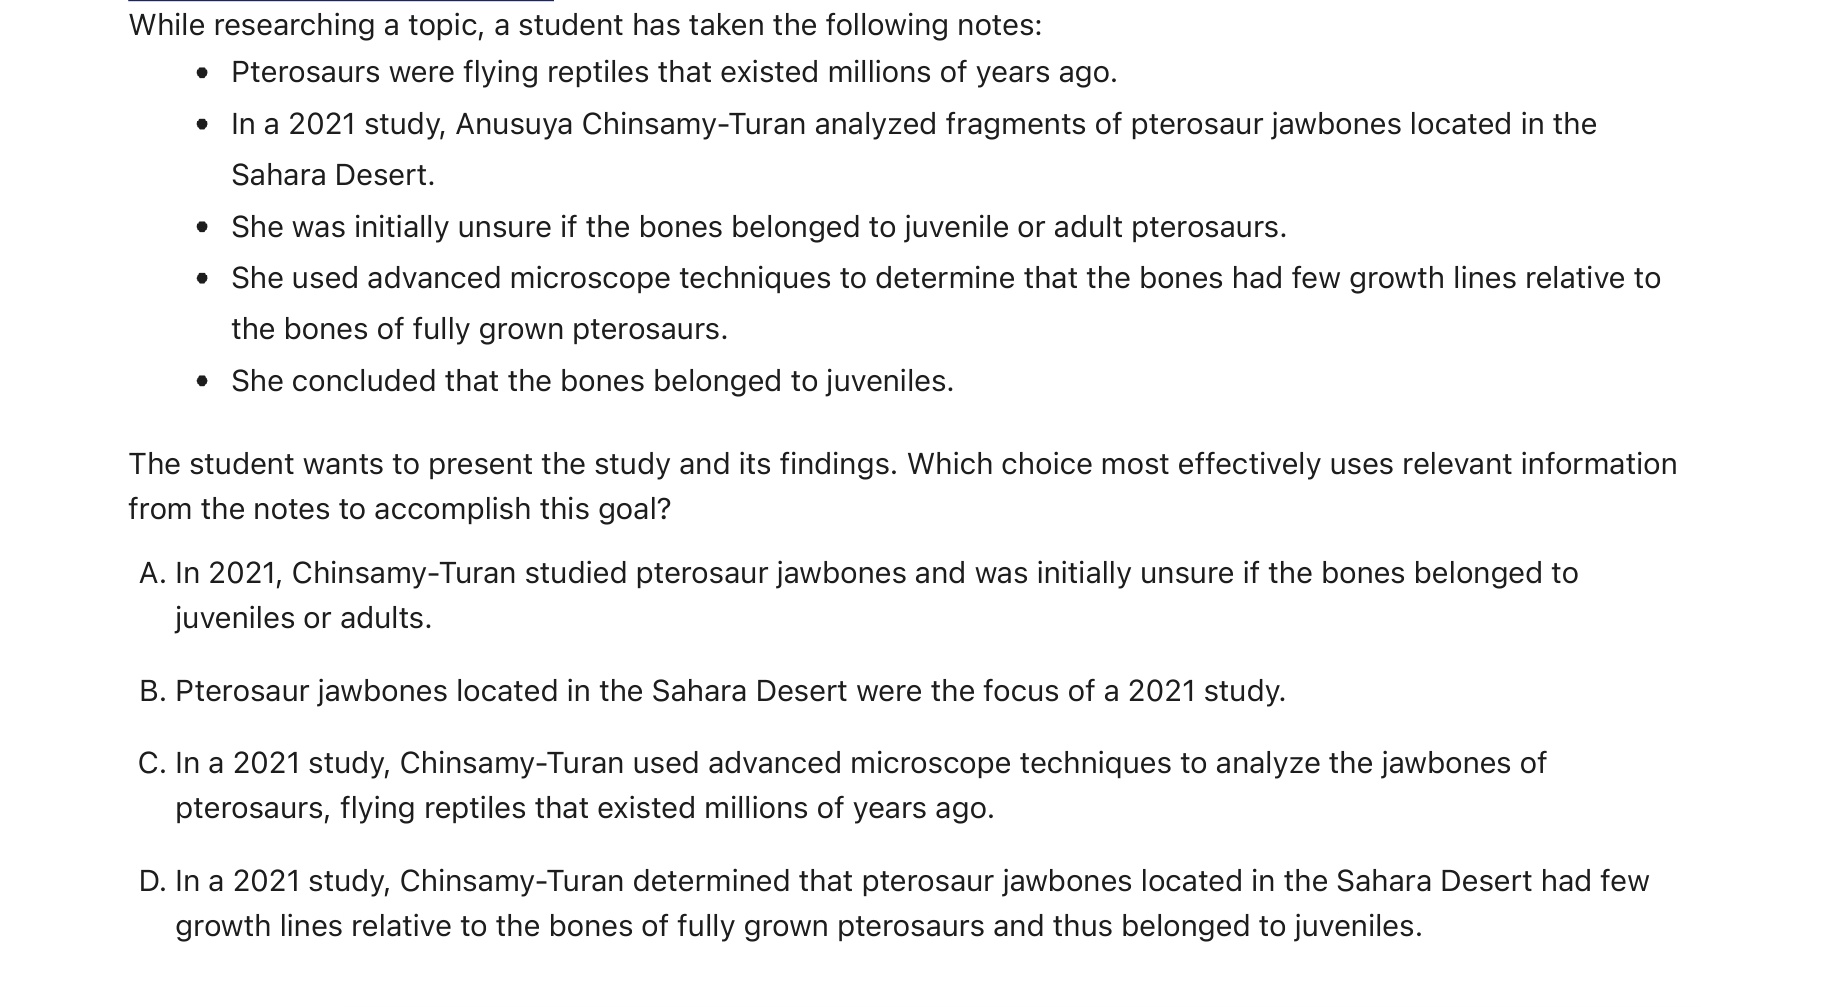 While researching a topic, a student has taken the following notes:
• Pterosaurs were flying reptiles that existed millions of years ago.
• In a 2021 study, Anusuya Chinsamy-Turan analyzed fragments of pterosaur jawbones located in the
Sahara Desert.
• She was initially unsure if the bones belonged to juvenile or adult pterosaurs.
• She used advanced microscope techniques to determine that the bones had few growth lines relative to
the bones of fully grown pterosaurs.
• She concluded that the bones belonged to juveniles.
The student wants to present the study and its findings. Which choice most effectively uses relevant information
from the notes to accomplish this goal?
A. In 2021, Chinsamy-Turan studied pterosaur jawbones and was initially unsure if the bones belonged to
juveniles or adults.
B. Pterosaur jawbones located in the Sahara Desert were the focus of a 2021 study.
C. In a 2021 study, Chinsamy-Turan used advanced microscope techniques to analyze the jawbones of
pterosaurs, flying reptiles that existed millions of years ago.
D. In a 2021 study, Chinsamy-Turan determined that pterosaur jawbones located in the Sahara Desert had few
growth lines relative to the bones of fully grown pterosaurs and thus belonged to juveniles.